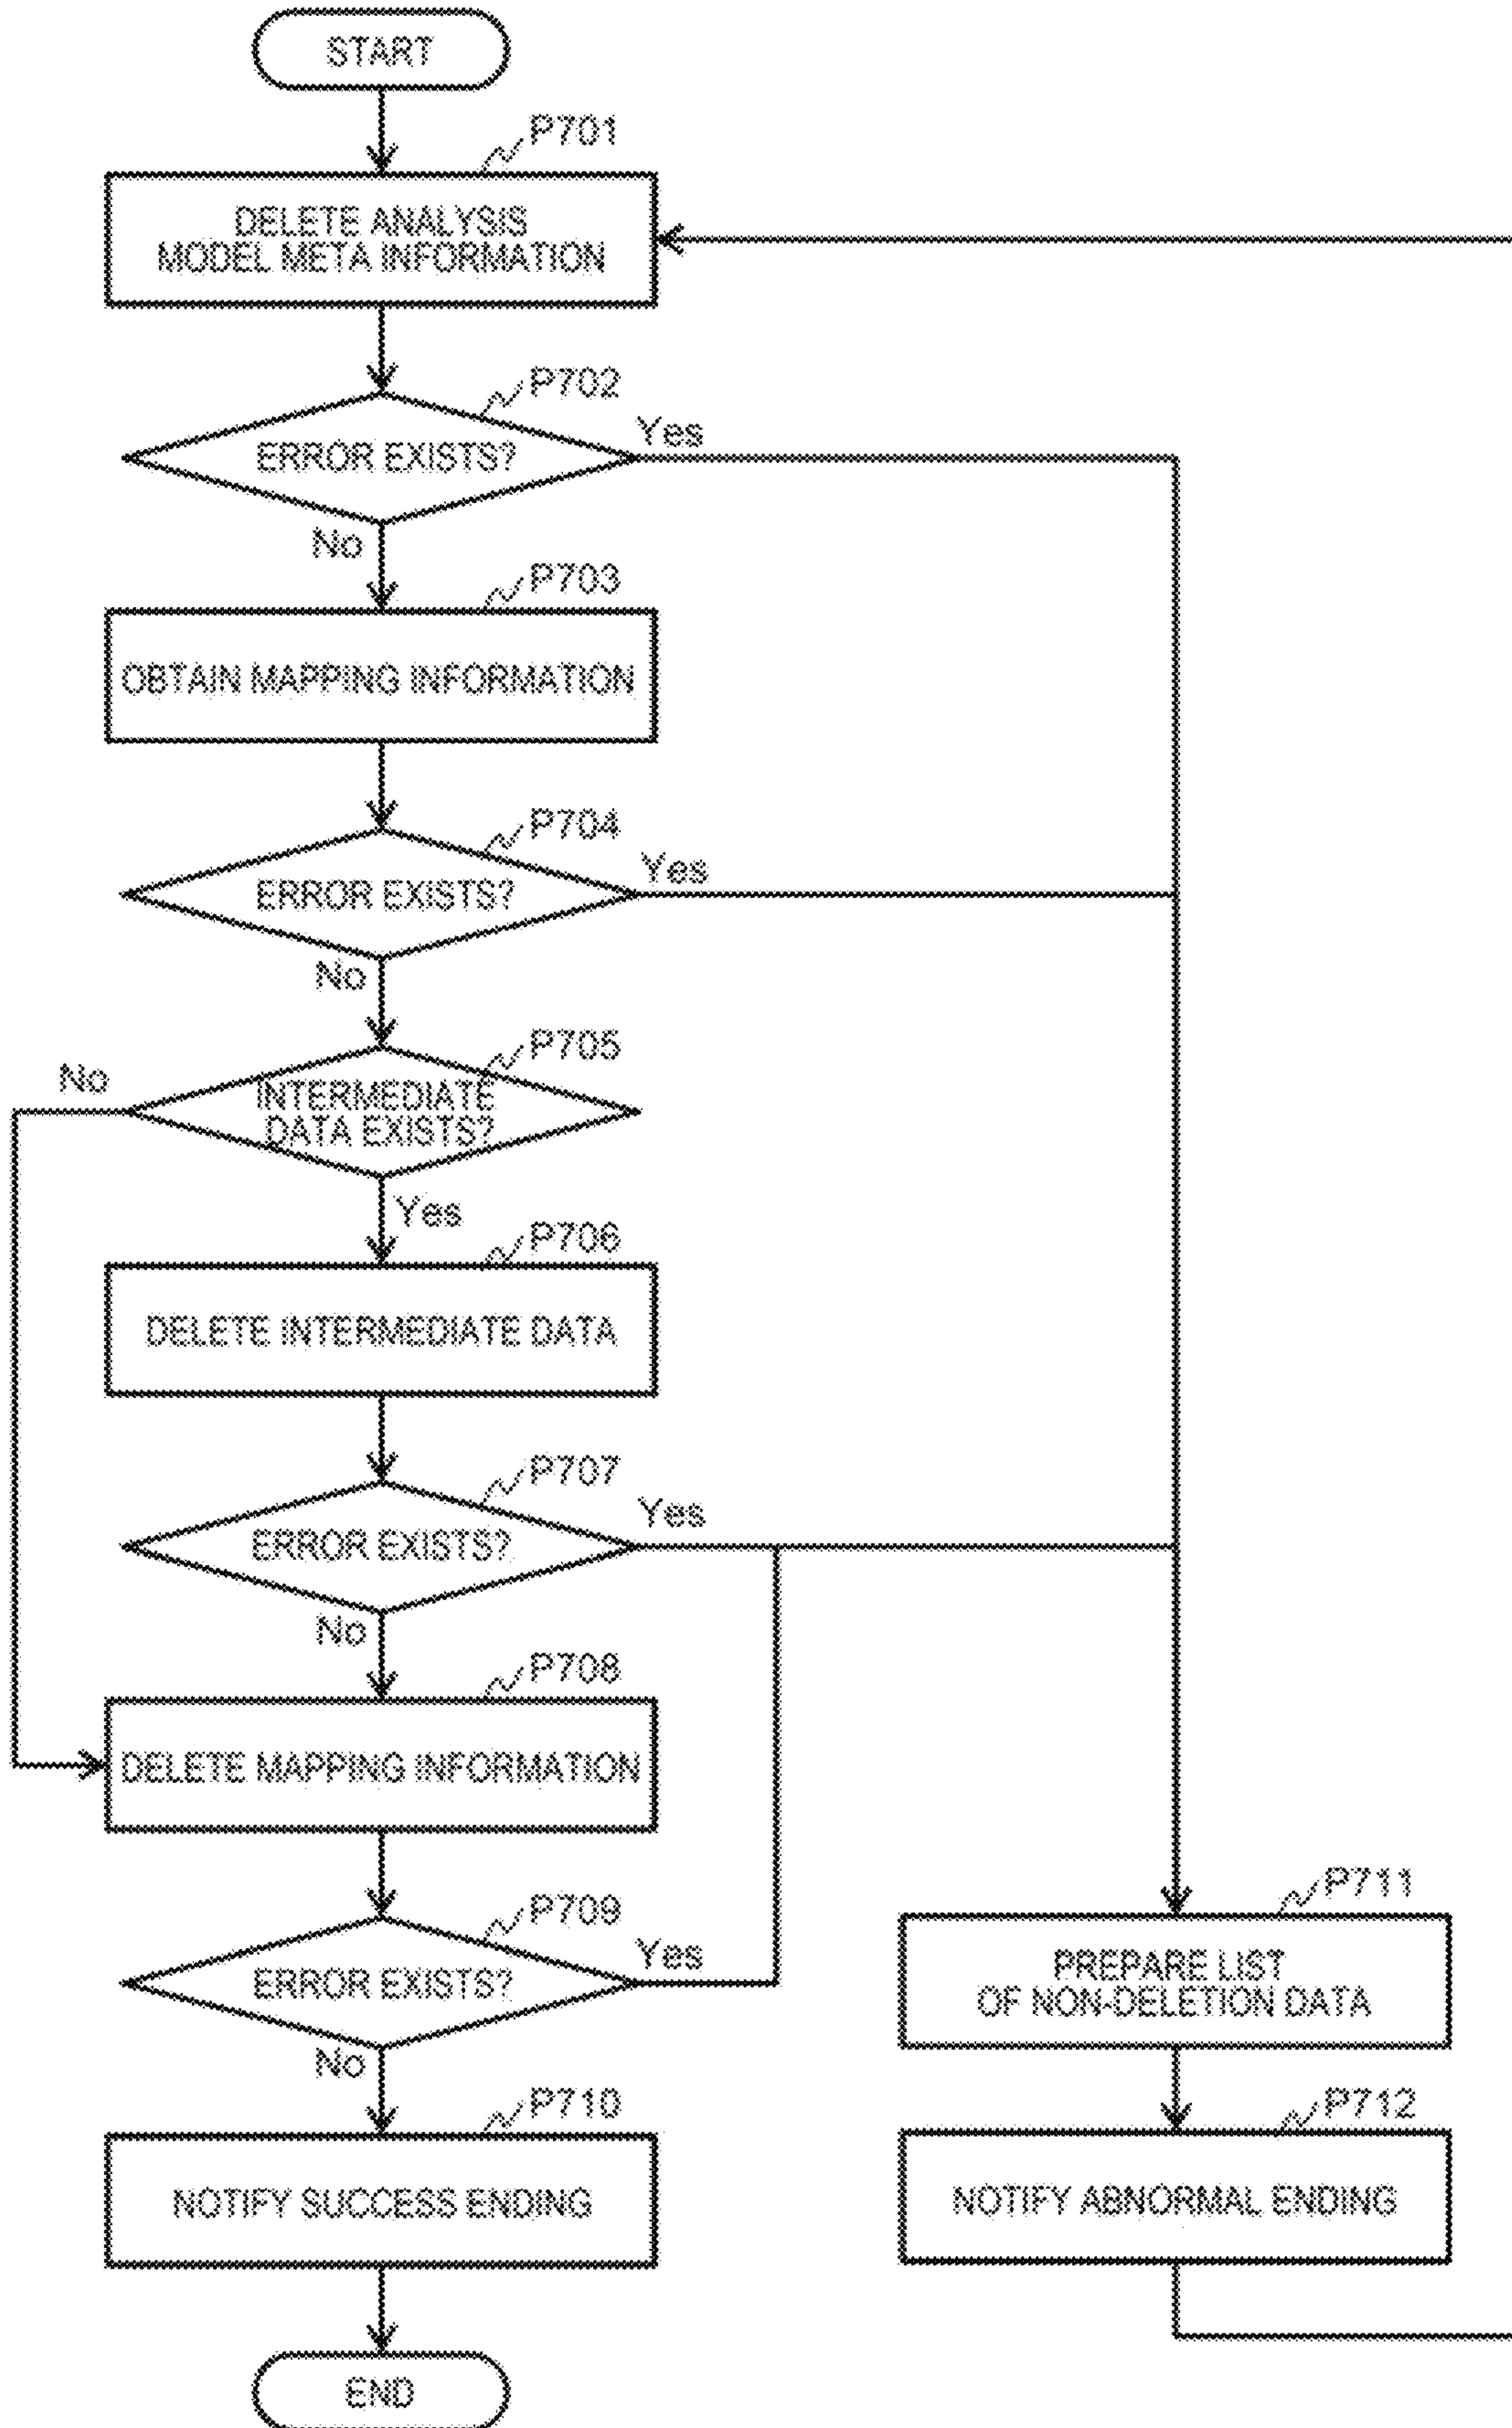 START
P701
DELETE ANALYSIS
MODEL META INFORMATION
P702
ERROR EXISTS?
Yes
No
P703
OBTAIN MAPPING INFORMATION
P704
ERROR EXISTS?
Yes
No
P705
No
INTERMEDIATE
DATA EXISTS?
Yes
P706
DELETE INTERMEDIATE DATA
P707
ERROR EXISTS?
Yes
No
P708
DELETE MAPPING INFORMATION
P709
ERROR EXISTS?
Yes
No
P710
NOTIFY SUCCESS ENDING
END
P711
PREPARE LIST
OF NON-DELETION DATA
P712
NOTIFY ABNORMAL ENDING